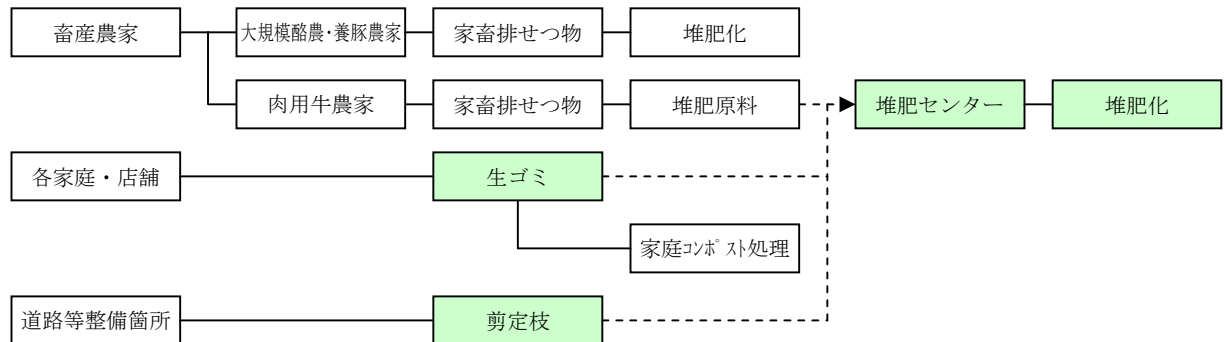 畜産農家
大規模酪農・養豚農家
家畜排せつ物
堆肥化
肉用牛農家
家畜排せつ物
堆肥原料
堆肥センター
堆肥化
各家庭・店舗
生ゴミ
家庭ｺﾝﾎﾟｽﾄ処理
道路等整備箇所
剪定枝